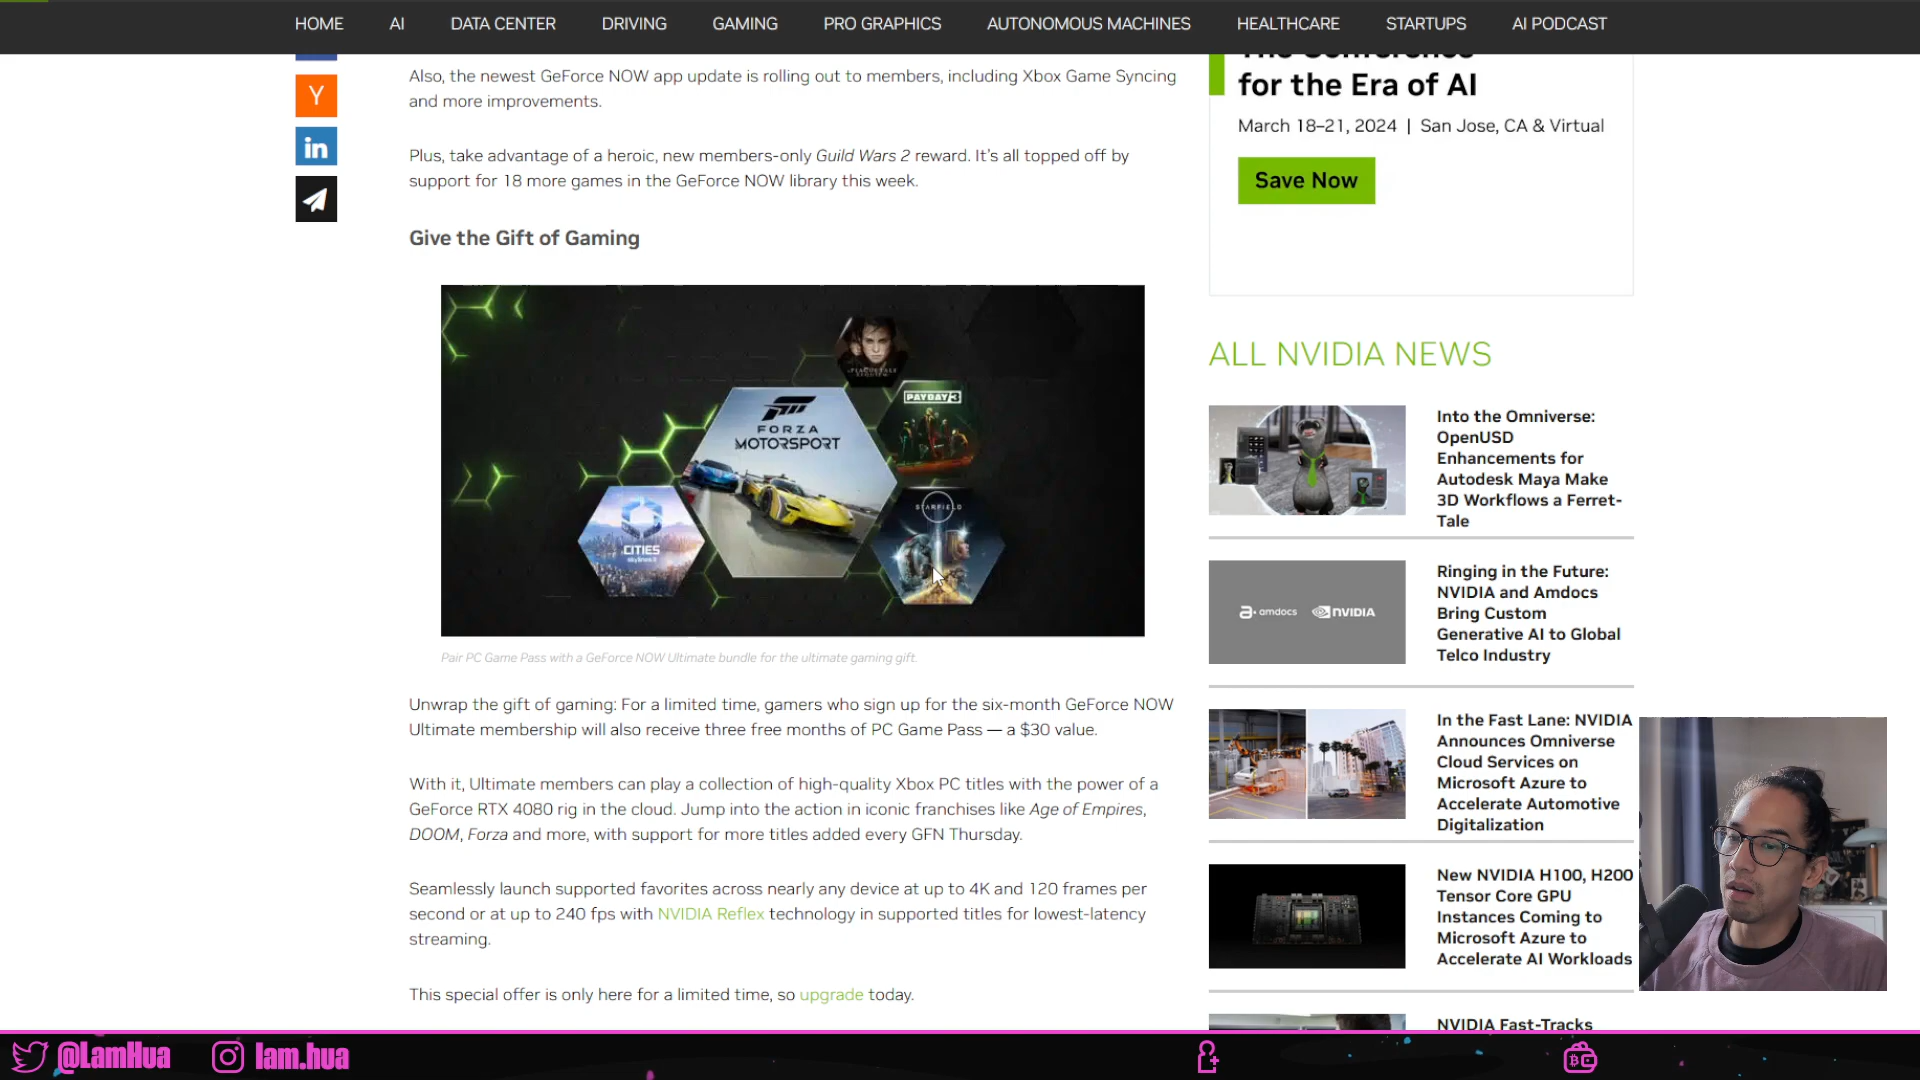 HOME AI DATA CENTER DRIVING GAMING PRO GRAPHICS AUTONOMOUS MACHINES HEALTHCARE STARTUPS AI PODCAST
Also, the newest GeForce NOW app update is rolling out to members, including Xbox Game Syncing
and more improvements.
Plus, take advantage of a heroic, new members-only Guild Wars 2 reward. It's all topped off by
support for 18 more games in the GeForce NOW library this week.
Give the Gift of Gaming
PAYDAY 3
FORZA
MOTORSPORT
STARFIELD
CITIES
Pair PC Game Pass with a GeForce NOW Ultimate bundle for the ultimate gaming gift.
Unwrap the gift of gaming: For a limited time, gamers who sign up for the six-month GeForce NOW
Ultimate membership will also receive three free months of PC Game Pass — a $30 value.
With it, Ultimate members can play a collection of high-quality Xbox PC titles with the power of a
GeForce RTX 4080 rig in the cloud. Jump into the action in iconic franchises like Age of Empires,
DOOM, Forza and more, with support for more titles added every GFN Thursday.
Seamlessly launch supported favorites across nearly any device at up to 4K and 120 frames per
second or at up to 240 fps with NVIDIA Reflex technology in supported titles for lowest-latency
streaming.
This special offer is only here for a limited time, so upgrade today.
The Conference
for the Era of AI
March 18–21, 2024 | San Jose, CA & Virtual
Save Now
ALL NVIDIA NEWS
Into the Omniverse:
OpenUSD
Enhancements for
Autodesk Maya Make
3D Workflows a Ferret-
Tale
amdocs NVIDIA
Ringing in the Future:
NVIDIA and Amdocs
Bring Custom
Generative AI to Global
Telco Industry
In the Fast Lane: NVIDIA
Announces Omniverse
Cloud Services on
Microsoft Azure to
Accelerate Automotive
Digitalization
New NVIDIA H100, H200
Tensor Core GPU
Instances Coming to
Microsoft Azure to
Accelerate AI Workloads
NVIDIA Fast-Tracks
Y
in
@LamHua lam.hua